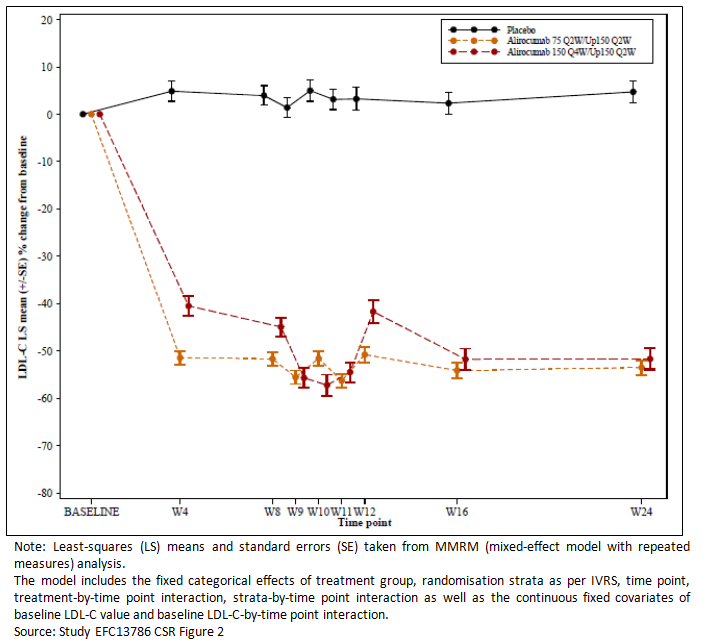 20
10
0
-10
-20
-30
-40
-50
-60
-70
-80
LDL-C LS mean (+/-SE) % change from baseline
Placebo
Alirocumab 75 Q2W/Up150 Q2W
Alirocumab 150 Q4W/Up150 Q2W
BASELINE W4 W8 W9 W10 W11 W12 W16 W24
Time point
Note: Least-squares (LS) means and standard errors (SE) taken from MMRM (mixed-effect model with repeated
measures) analysis.
The model includes the fixed categorical effects of treatment group, randomisation strata as per IVRS, time point,
treatment-by-time point interaction, strata-by-time point interaction as well as the continuous fixed covariates of
baseline LDL-C value and baseline LDL-C-by-time point interaction.
Source: Study EFC13786 CSR Figure 2